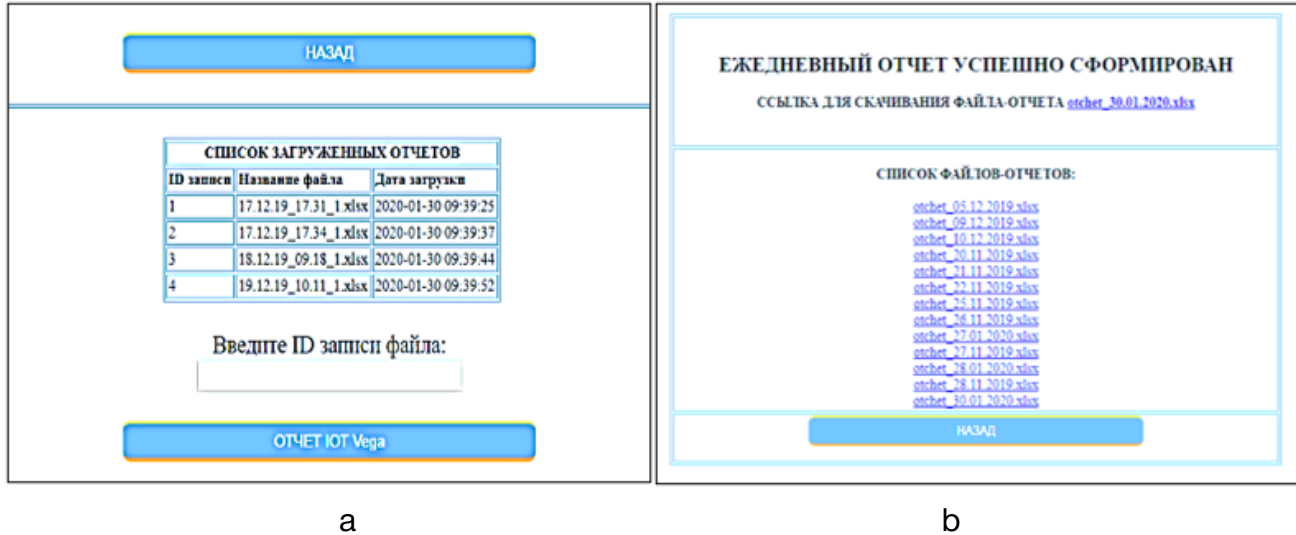 НАЗАД
СПИСОК ЗАГРУЖЕННЫХ ОТЧЕТОВ
ID записи Название файла Дата загрузки
1 17.12.19_17.31_1.xlsx 2020-01-30 09:39:25
2 17.12.19_17.34_1.xlsx 2020-01-30 09:39:37
3 18.12.19_09.18_1.xlsx 2020-01-30 09:39:44
4 19.12.19_10.11_1.xlsx 2020-01-30 09:39:52
Введите ID записи файла:
ОТЧЕТ IOT Vega
a
ЕЖЕДНЕВНЫЙ ОТЧЕТ УСПЕШНО СФОРМИРОВАН
ССЫЛКА ДЛЯ СКАЧИВАНИЯ ФАЙЛА-ОТЧЕТА otchet_30.01.2020.xlsx
СПИСОК ФАЙЛОВ-ОТЧЕТОВ:
otchet_05.12.2019.xlsx
otchet_09.12.2019.xlsx
otchet_10.12.2019.xlsx
otchet_20.11.2019.xlsx
otchet_21.11.2019.xlsx
otchet_22.11.2019.xlsx
otchet_25.11.2019.xlsx
otchet_26.11.2019.xlsx
otchet_27.01.2020.xlsx
otchet_27.11.2019.xlsx
otchet_28.01.2020.xlsx
otchet_28.11.2019.xlsx
otchet_30.01.2020.xlsx
НАЗАД
b